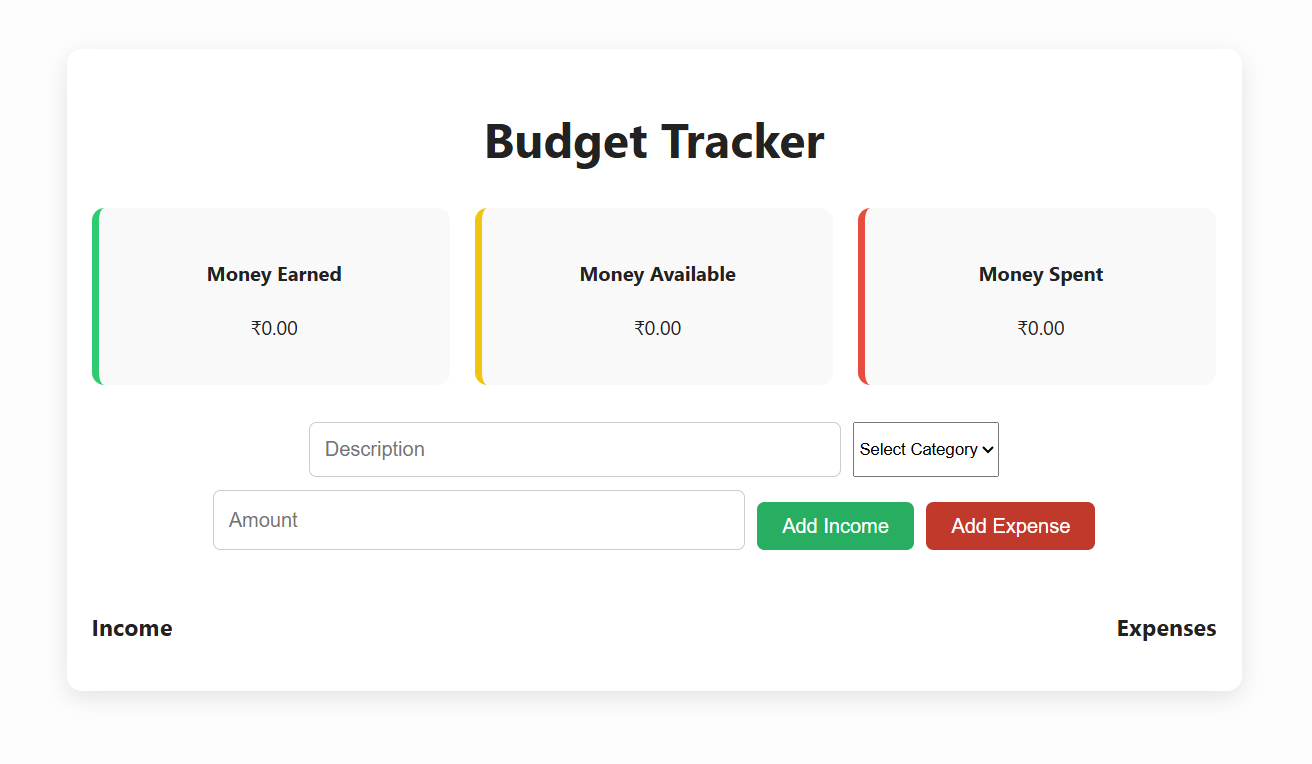 Budget Tracker
Money Earned
₹0.00
Money Available
₹0.00
Money Spent
₹0.00
Description
Select Category
Amount
Add Income
Add Expense
Income
Expenses